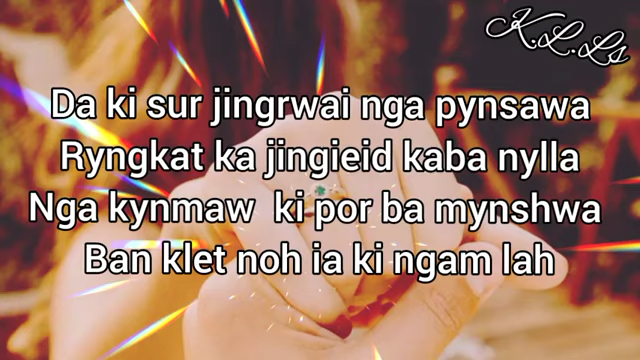 K.L.Ls
Da ki sur jingrwai nga pynsawa
Ryngkat ka jingieid kaba nylla
Nga kynmaw ki por ba mynshwa
Ban klet noh ia ki ngam lah